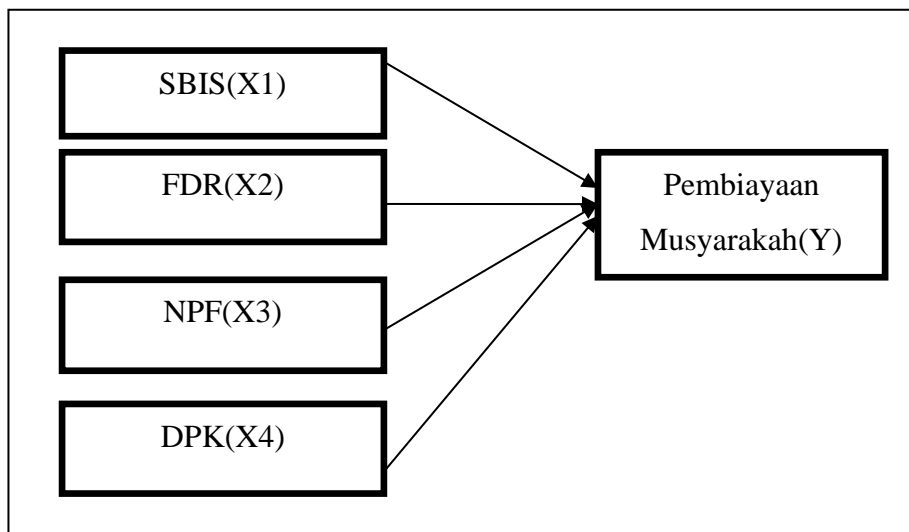 SBIS(X1)
FDR(X2)
NPF(X3)
DPK(X4)
Pembiayaan
Musyarakah(Y)